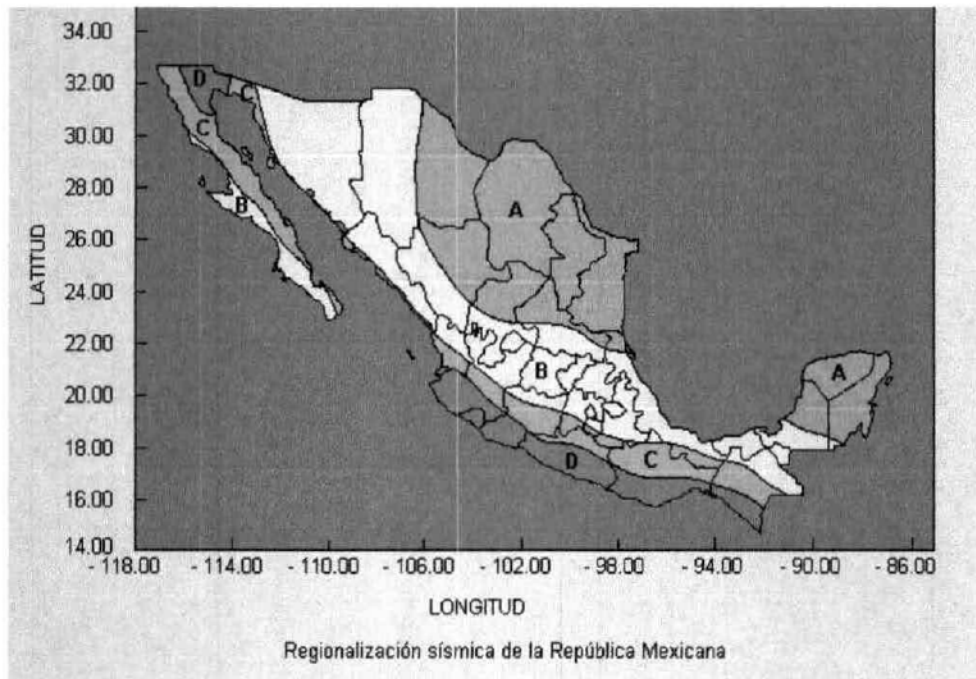 34.00
32.00
30.00
28.00
26.00
24.00
22.00
20.00
18.00
16.00
14.00
LATITUD
D
C
C
B
A
B
A
D
C
- 118.00 - 114.00 - 110.00 - 106.00 - 102.00 - 98.00 - 94.00 - 90.00 - 86.00
LONGITUD
Regionalización sísmica de la República Mexicana